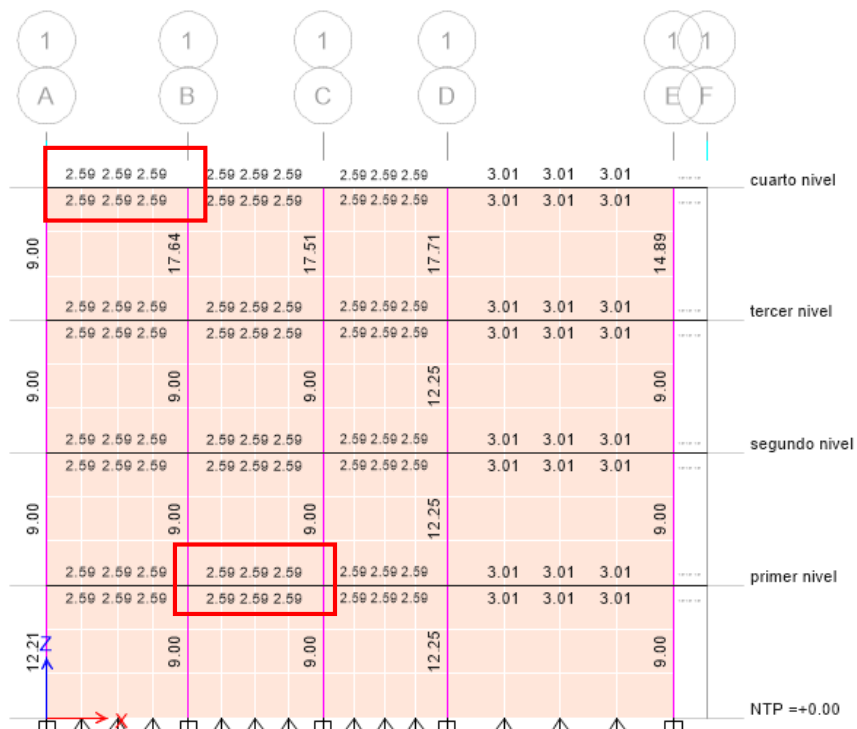 1 1 1 1 1 1
A B C D E F
2.59 2.59 2.59 2.59 2.59 2.59 2.59 2.59 2.59 3.01 3.01 3.01
cuarto nivel
2.59 2.59 2.59 2.59 2.59 2.59 2.59 2.59 2.59 3.01 3.01 3.01
9.00 17.64 17.51 17.71 14.89
2.59 2.59 2.59 2.59 2.59 2.59 2.59 2.59 2.59 3.01 3.01 3.01
tercer nivel
2.59 2.59 2.59 2.59 2.59 2.59 2.59 2.59 2.59 3.01 3.01 3.01
9.00 9.00 9.00 12.25 9.00
2.59 2.59 2.59 2.59 2.59 2.59 2.59 2.59 2.59 3.01 3.01 3.01
segundo nivel
2.59 2.59 2.59 2.59 2.59 2.59 2.59 2.59 2.59 3.01 3.01 3.01
9.00 9.00 9.00 12.25 9.00
2.59 2.59 2.59 2.59 2.59 2.59 2.59 2.59 2.59 3.01 3.01 3.01
primer nivel
2.59 2.59 2.59 2.59 2.59 2.59 2.59 2.59 2.59 3.01 3.01 3.01
12.21 9.00 9.00 12.25 9.00
Z
X
NTP =+0.00